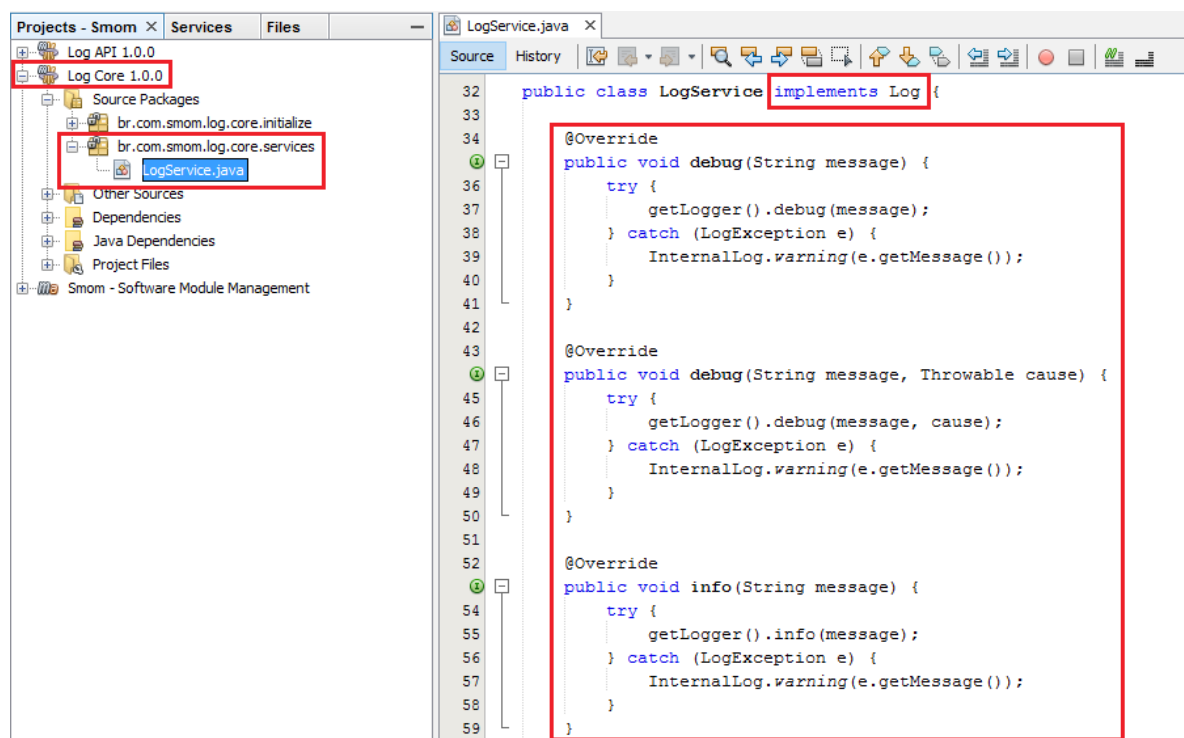 Projects - Smom × Services Files
Log API 1.0.0
Log Core 1.0.0
Source Packages
br.com.smom.log.core.initialize
br.com.smom.log.core.services
LogService.java
Other Sources
Dependencies
Java Dependencies
Project Files
Smom - Software Module Management
LogService.java ×
Source History
32 public class LogService implements Log {
33
34 @Override
public void debug(String message) {
36 try {
37 getLogger().debug(message);
38 } catch (LogException e) {
39 InternalLog.warning(e.getMessage());
40 }
41 }
42
43 @Override
public void debug(String message, Throwable cause) {
45 try {
46 getLogger().debug(message, cause);
47 } catch (LogException e) {
48 InternalLog.warning(e.getMessage());
49 }
50 }
51
52 @Override
public void info(String message) {
54 try {
55 getLogger().info(message);
56 } catch (LogException e) {
57 InternalLog.warning(e.getMessage());
58 }
59 }